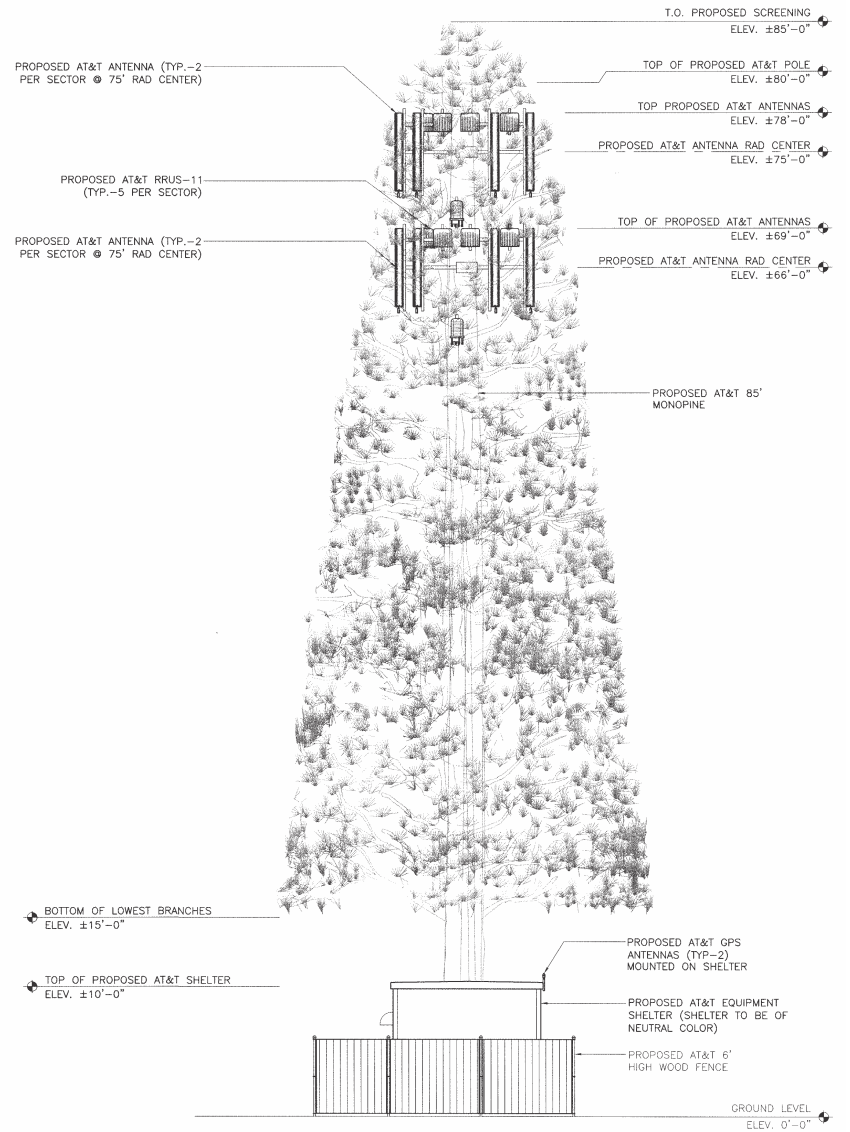 T.O. PROPOSED SCREENING
ELEV. ±85'-0"
PROPOSED AT&T ANTENNA (TYP.-2
PER SECTOR @ 75' RAD CENTER)
TOP OF PROPOSED AT&T POLE
ELEV. ±80'-0"
TOP PROPOSED AT&T ANTENNAS
ELEV. ±78'-0"
PROPOSED AT&T ANTENNA RAD CENTER
ELEV. ±75'-0"
PROPOSED AT&T RRUS-11
(TYP.-5 PER SECTOR)
TOP OF PROPOSED AT&T ANTENNAS
ELEV. ±69'-0"
PROPOSED AT&T ANTENNA (TYP.-2
PER SECTOR @ 75' RAD CENTER)
PROPOSED AT&T ANTENNA RAD CENTER
ELEV. ±66'-0"
PROPOSED AT&T 85'
MONOPINE
BOTTOM OF LOWEST BRANCHES
ELEV. ±15'-0"
PROPOSED AT&T GPS
ANTENNAS (TYP-2)
MOUNTED ON SHELTER
TOP OF PROPOSED AT&T SHELTER
ELEV. ±10'-0"
PROPOSED AT&T EQUIPMENT
SHELTER (SHELTER TO BE OF
NEUTRAL COLOR)
PROPOSED AT&T 6'
HIGH WOOD FENCE
GROUND LEVEL
ELEV. 0'-0"